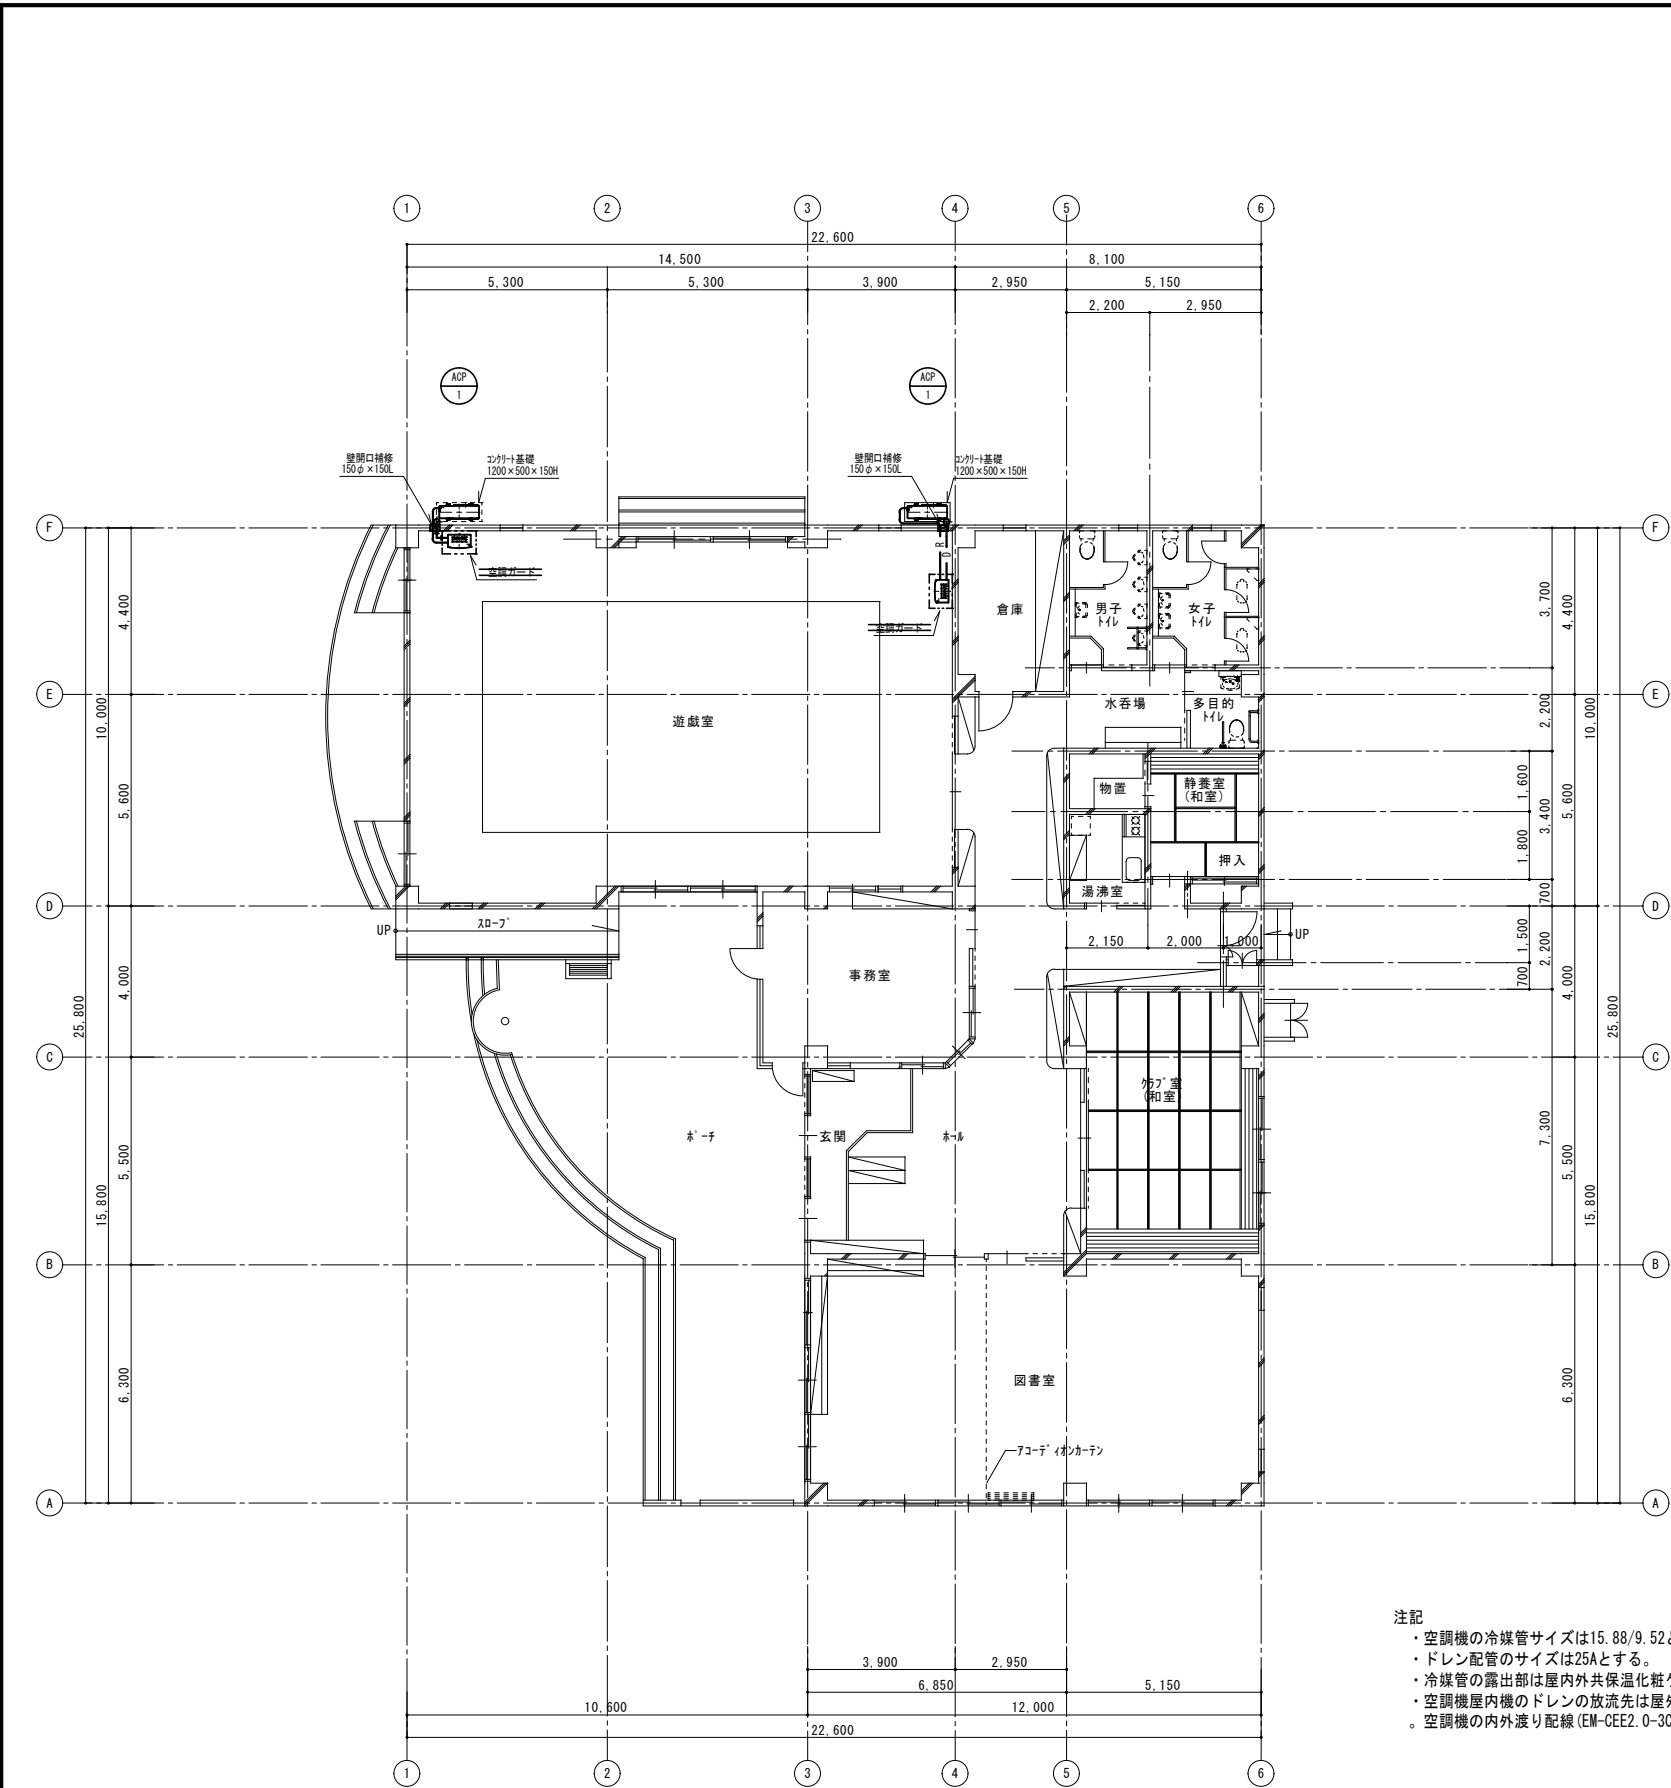 1
2
3
4
5
6
22,600
14,500
8,100
5,300
5,300
3,900
2,950
5,150
2,200
2,950
ACP
1
ACP
1
壁開口補修
150φ×150L
コンクリート基礎
1200×500×150H
壁開口補修
150φ×150L
コンクリート基礎
1200×500×150H
F
F
空調ガード
R
D
空調ガード
倉庫
男子
トイレ
女子
トイレ
4,400
3,700
4,400
E
E
10,000
遊戯室
水呑場
多目的
トイレ
2,200
10,000
5,600
物置
静養室
(和室)
1,600
3,400
5,600
押入
1,800
湯沸室
700
D
D
UP
スロープ
2,150
2,000
1,000
UP
1,500
2,200
事務室
4,000
700
4,000
25,800
25,800
C
C
クラブ室
(和室)
ポーチ
玄関
ホール
5,500
7,300
5,500
15,800
15,800
B
B
6,300
図書室
6,300
アコーディオンカーテン
A
A
注記
・空調機の冷媒管サイズは15.88/9.52と
・ドレン配管のサイズは25Aとする。
・冷媒管の露出部は屋内外共保温化粧ケ
・空調機屋内機のドレンの放流先は屋外
。空調機の内外渡り配線(EM-CEE2.0-3C
3,900
2,950
6,850
5,150
10,600
12,000
22,600
1
2
3
4
5
6